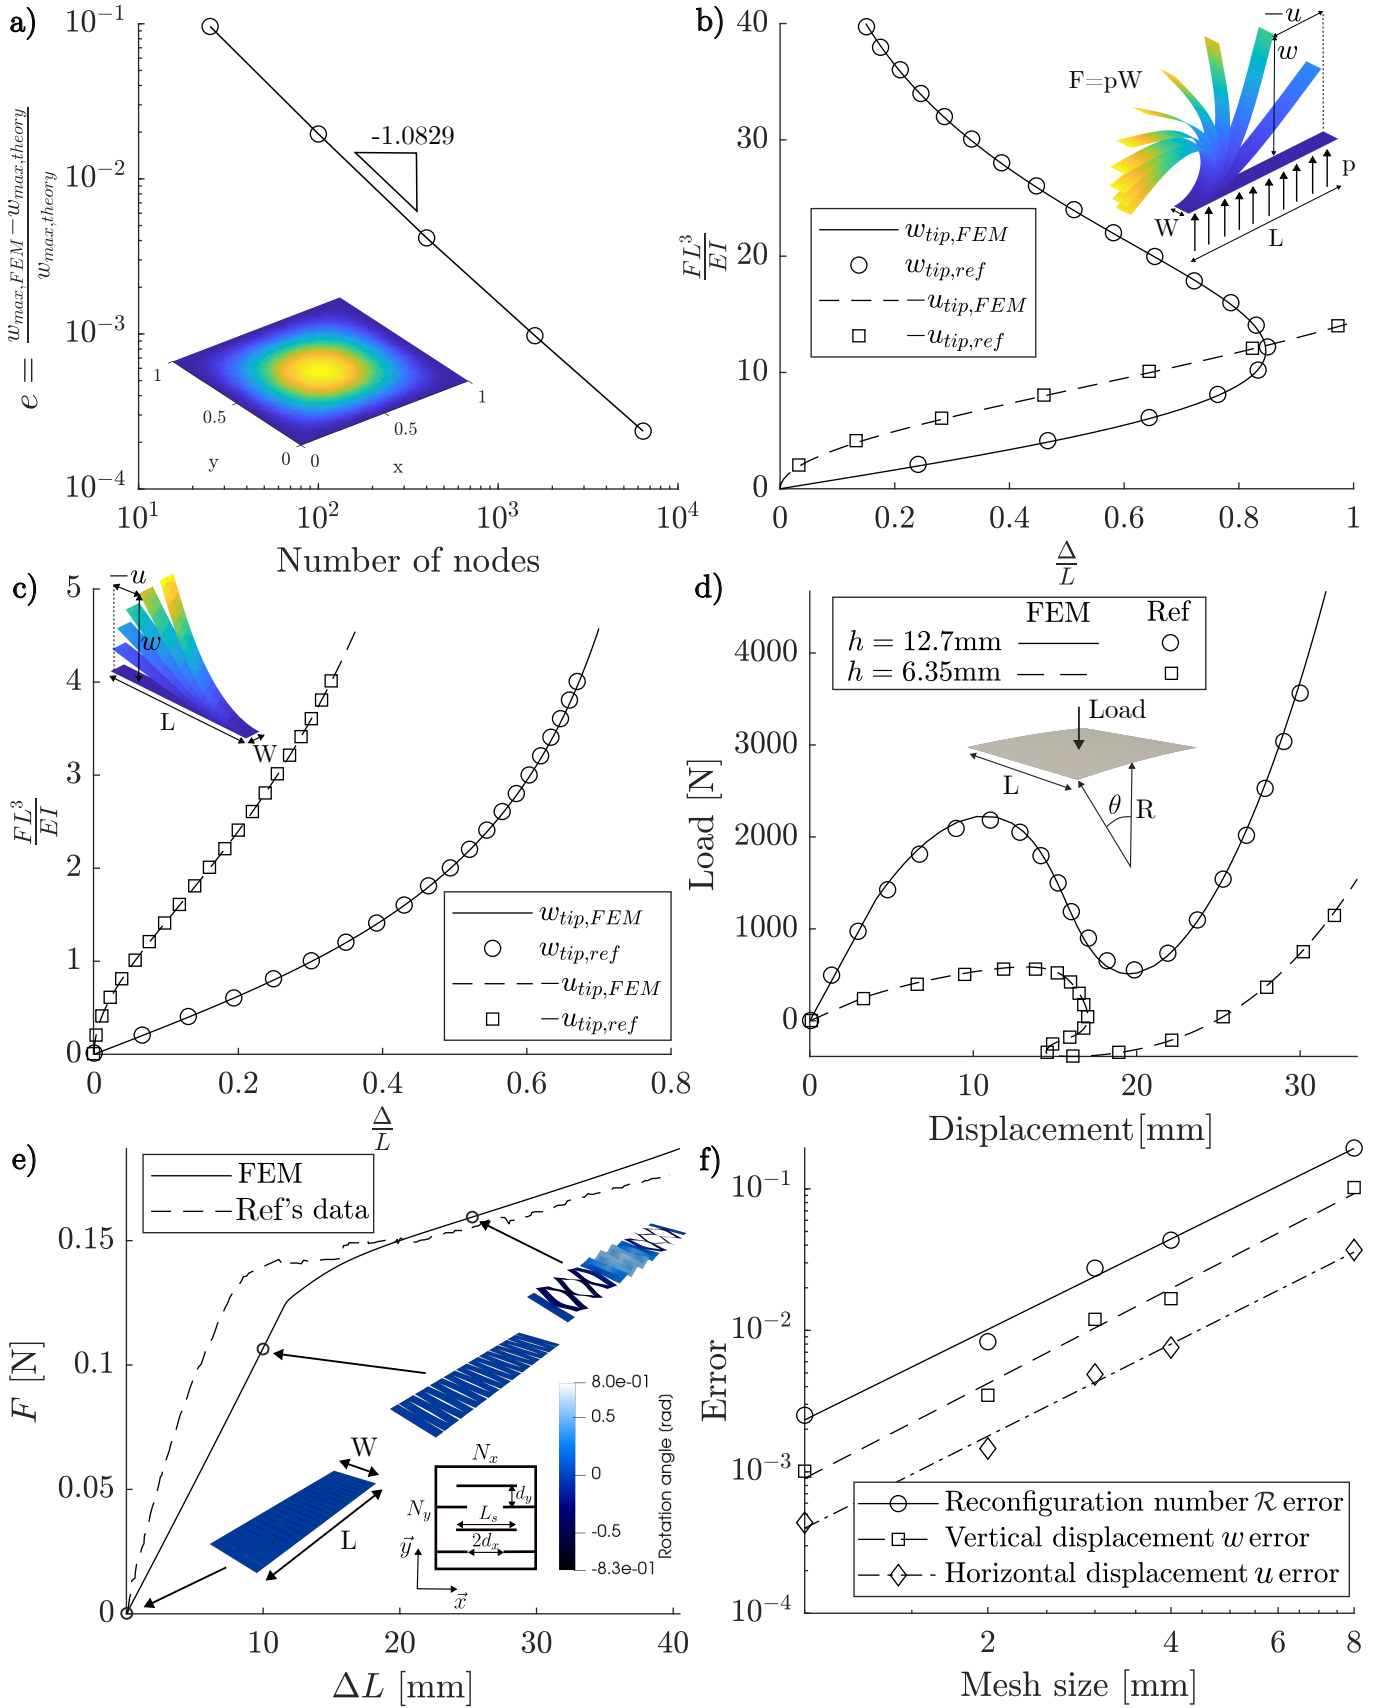 a)
10^{-1}
10^{-2}
10^{-3}
10^{-4}
e = \frac{w_{max,FEM} - w_{max,theory}}{w_{max,theory}}
-1.0829
1
0.5
0
y
0
0.5
1
x
10^1
10^2
10^3
10^4
Number of nodes
b)
40
30
20
10
0
\frac{FL^3}{EI}
F=pW
-u
w
p
W
L
w_{tip,FEM}
w_{tip,ref}
-u_{tip,FEM}
-u_{tip,ref}
0
0.2
0.4
0.6
0.8
1
\frac{Δ}{L}
c)
5
4
3
2
1
0
\frac{FL^3}{EI}
-u
w
L
W
w_{tip,FEM}
w_{tip,ref}
-u_{tip,FEM}
-u_{tip,ref}
0
0.2
0.4
0.6
0.8
\frac{Δ}{L}
d)
4000
3000
2000
1000
0
Load [N]
FEM Ref
h = 12.7mm
h = 6.35mm
Load
L
θ
R
0
10
20
30
Displacement[mm]
e)
0.15
0.1
0.05
0
F [N]
FEM
Ref's data
W
L
N_x
N_y
d_y
L_s
2d_x
\vec{y}
\vec{x}
8.0e-01
0.5
0
-0.5
-8.3e-01
Rotation angle (rad)
10
20
30
40
ΔL [mm]
f)
10^{-1}
10^{-2}
10^{-3}
10^{-4}
Error
Reconfiguration number ℛ error
Vertical displacement w error
Horizontal displacement u error
2
4
6
8
Mesh size [mm]